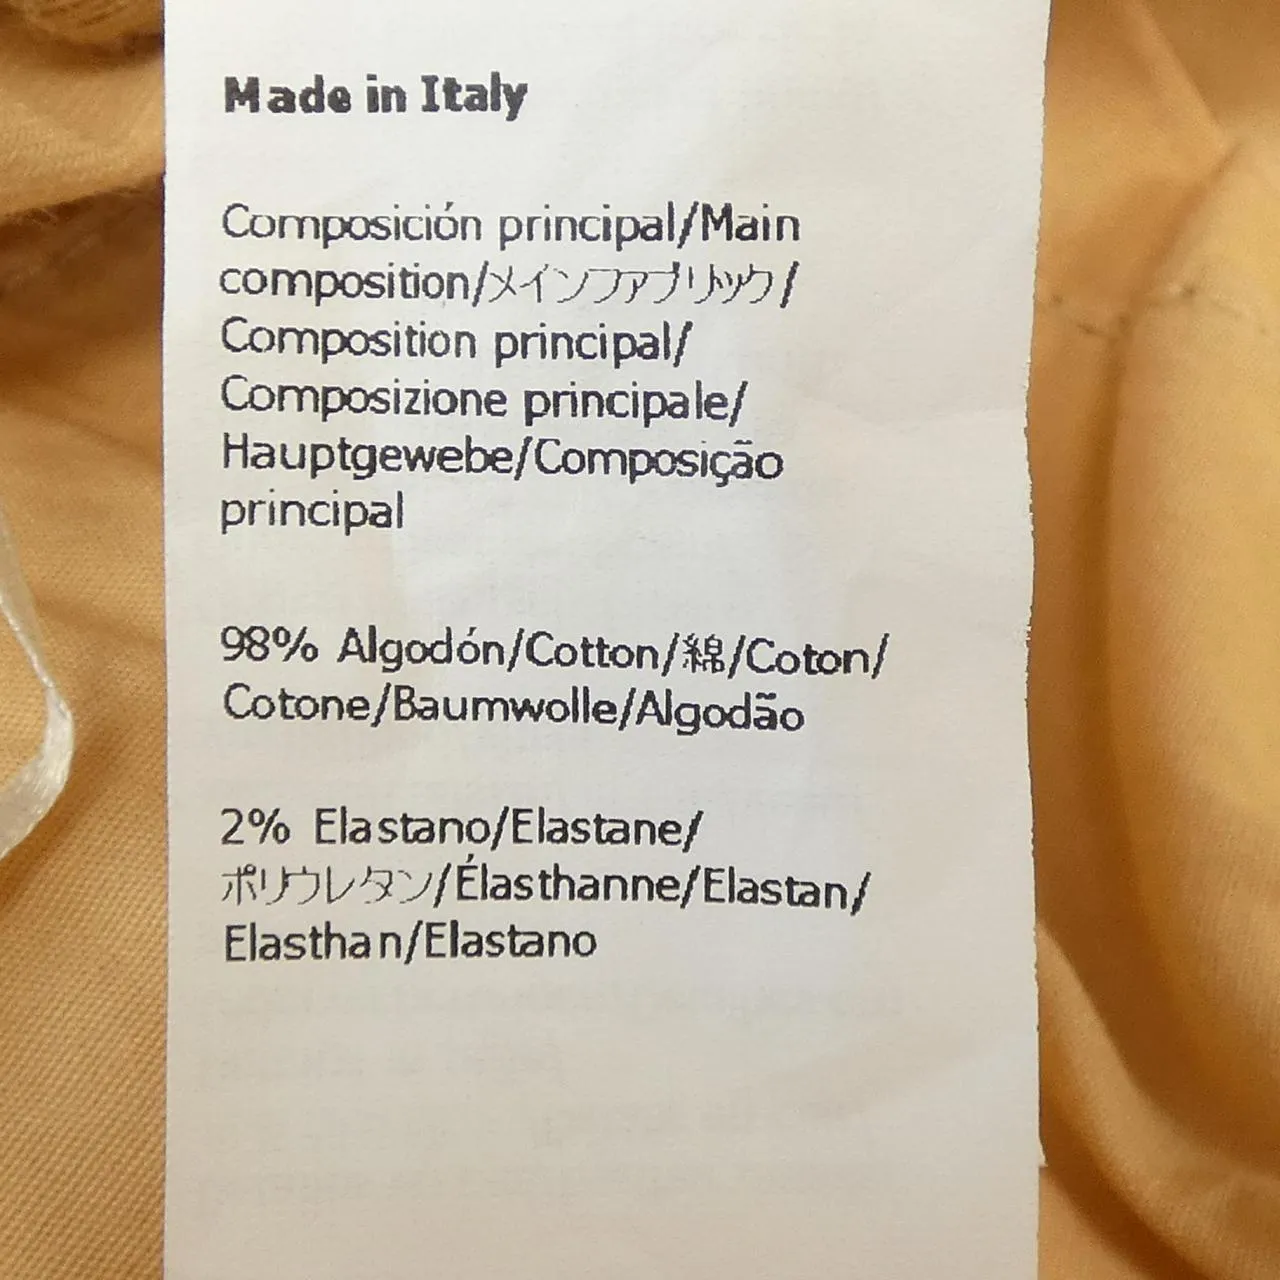 Made in Italy
Composición principal/Main
composition/メインファブリック/
Composition principal/
Composizione principale/
Hauptgewebe/Composição
principal
98% Algodón/Cotton/綿/Coton/
Cotone/Baumwolle/Algodão
2% Elastano/Elastane/
ポリウレタン/Élasthanne/Elastan/
Elasthan/Elastano